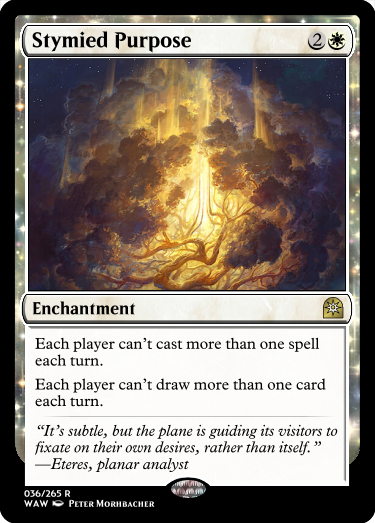 Stymied Purpose 2
Enchantment
Each player can't cast more than one spell
each turn.
Each player can't draw more than one card
each turn.
“It's subtle, but the plane is guiding its visitors to
fixate on their own desires, rather than itself.”
—Eteres, planar analyst
036/265 R
WAW Peter Morhbacher